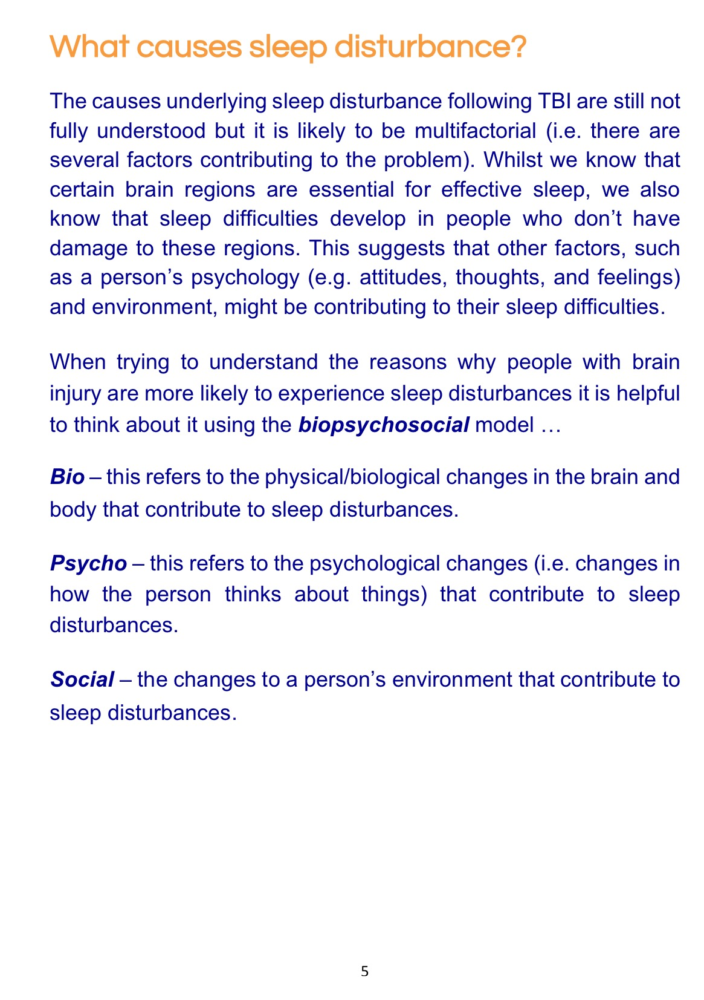 What causes sleep disturbance?
The causes underlying sleep disturbance following TBI are still not
fully understood but it is likely to be multifactorial (i.e. there are
several factors contributing to the problem). Whilst we know that
certain brain regions are essential for effective sleep, we also
know that sleep difficulties develop in people who don’t have
damage to these regions. This suggests that other factors, such
as a person’s psychology (e.g. attitudes, thoughts, and feelings)
and environment, might be contributing to their sleep difficulties.
When trying to understand the reasons why people with brain
injury are more likely to experience sleep disturbances it is helpful
to think about it using the biopsychosocial model …
Bio – this refers to the physical/biological changes in the brain and
body that contribute to sleep disturbances.
Psycho – this refers to the psychological changes (i.e. changes in
how the person thinks about things) that contribute to sleep
disturbances.
Social – the changes to a person’s environment that contribute to
sleep disturbances.
5